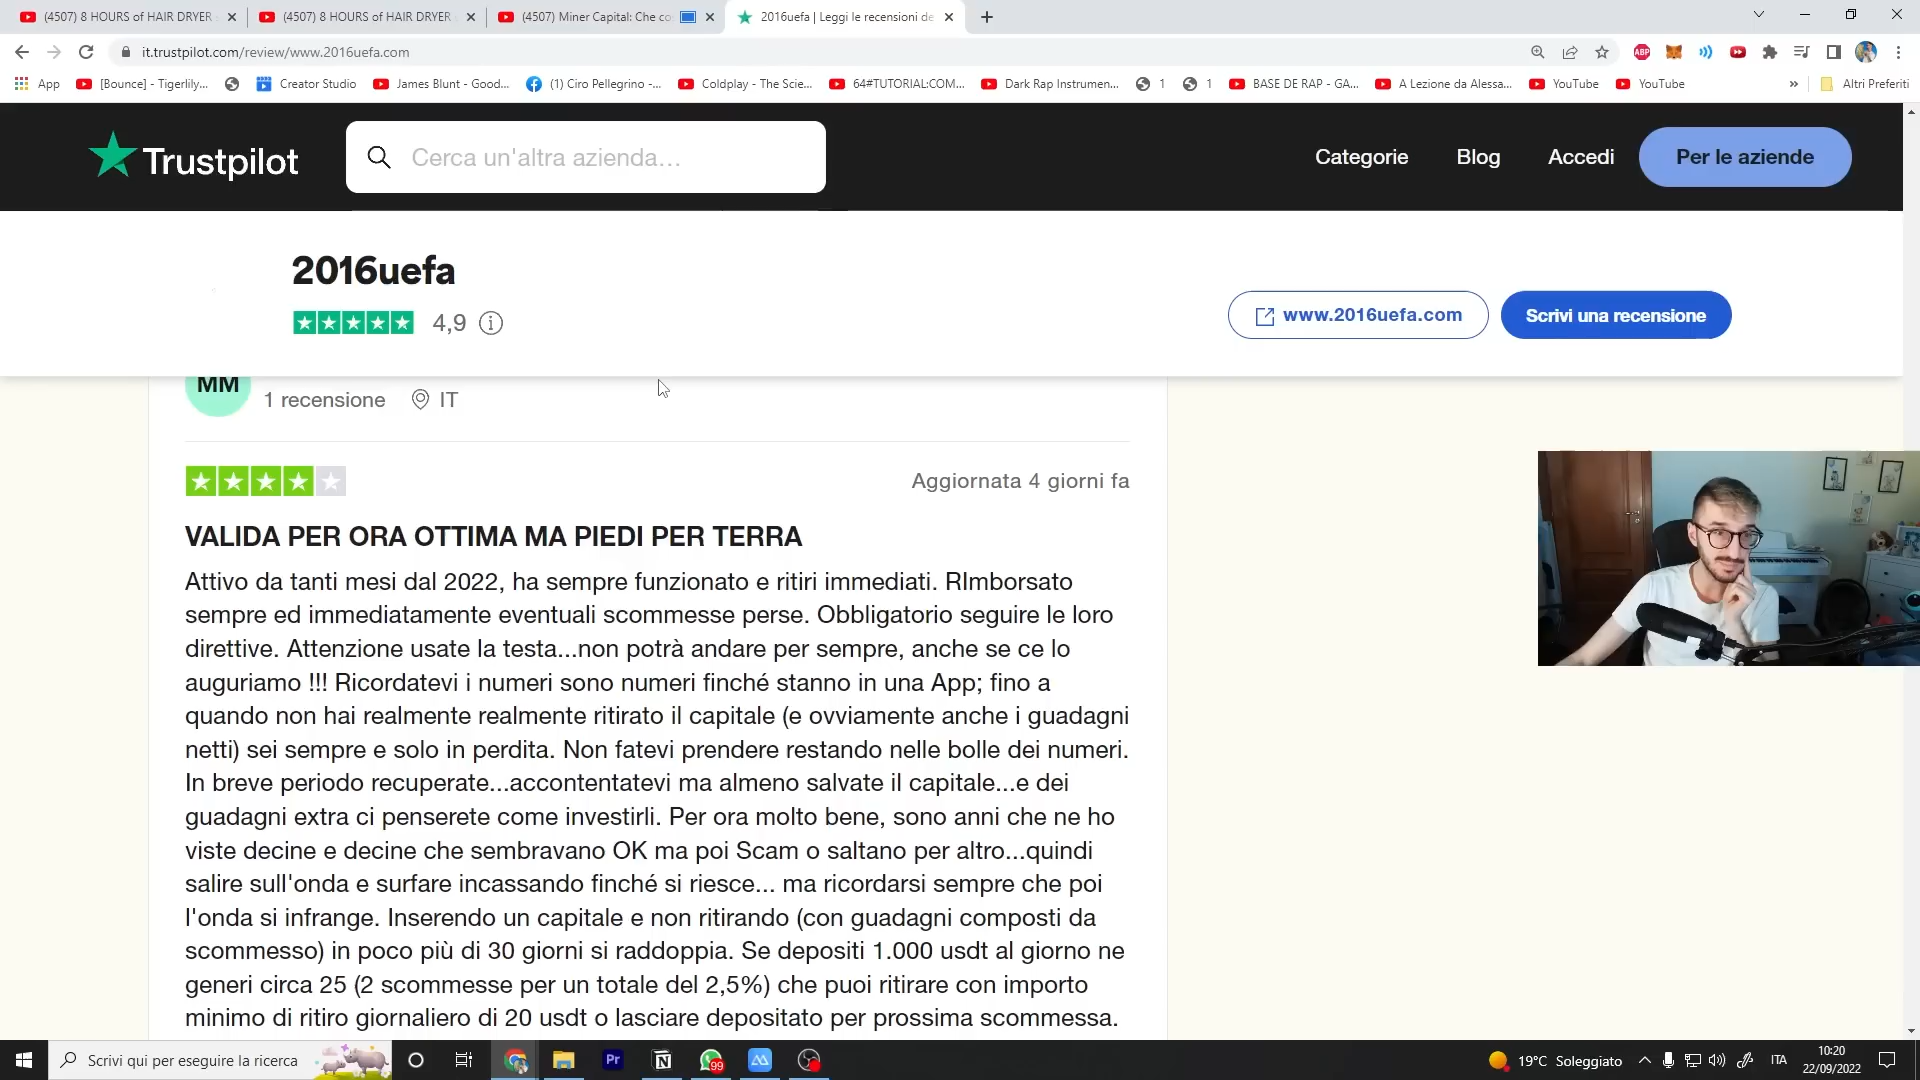 (4507) 8 HOURS of HAIR DRYER
(4507) 8 HOURS of HAIR DRYER
(4507) Miner Capital: Che co
2016uefa | Leggi le recensioni de
it.trustpilot.com/review/www.2016uefa.com
ABP
App
[Bounce] - Tigerlily...
Creator Studio
James Blunt - Good...
(1) Ciro Pellegrino -...
Coldplay - The Scie...
64#TUTORIAL:COM...
Dark Rap Instrumen...
1
1
BASE DE RAP - GA...
A Lezione da Alessa...
YouTube
YouTube
»
Altri Preferiti
Trustpilot
Cerca un'altra azienda...
Categorie
Blog
Accedi
Per le aziende
2016uefa
4,9
www.2016uefa.com
Scrivi una recensione
MM
1 recensione
IT
Aggiornata 4 giorni fa
VALIDA PER ORA OTTIMA MA PIEDI PER TERRA
Attivo da tanti mesi dal 2022, ha sempre funzionato e ritiri immediati. RImborsato
sempre ed immediatamente eventuali scommesse perse. Obbligatorio seguire le loro
direttive. Attenzione usate la testa...non potrà andare per sempre, anche se ce lo
auguriamo !!! Ricordatevi i numeri sono numeri finché stanno in una App; fino a
quando non hai realmente realmente ritirato il capitale (e ovviamente anche i guadagni
netti) sei sempre e solo in perdita. Non fatevi prendere restando nelle bolle dei numeri.
In breve periodo recuperate...accontentatevi ma almeno salvate il capitale...e dei
guadagni extra ci penserete come investirli. Per ora molto bene, sono anni che ne ho
viste decine e decine che sembravano OK ma poi Scam o saltano per altro...quindi
salire sull'onda e surfare incassando finché si riesce... ma ricordarsi sempre che poi
l'onda si infrange. Inserendo un capitale e non ritirando (con guadagni composti da
scommesso) in poco più di 30 giorni si raddoppia. Se depositi 1.000 usdt al giorno ne
generi circa 25 (2 scommesse per un totale del 2,5%) che puoi ritirare con importo
minimo di ritiro giornaliero di 20 usdt o lasciare depositato per prossima scommessa.
Scrivi qui per eseguire la ricerca
Pr
99
19°C Soleggiato
ITA
10:20
22/09/2022